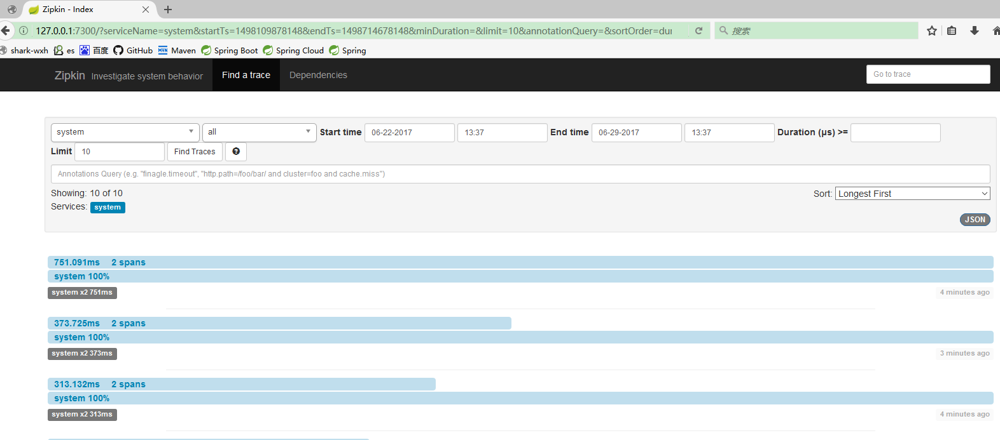 Zipkin - Index
127.0.0.1:7300/?serviceName=system&startTs=1498109878148&endTs=1498714678148&minDuration=&limit=10&annotationQuery=&sortOrder=dur
搜索
shark-wxh es 百度 GitHub Maven Spring Boot Spring Cloud Spring
Zipkin Investigate system behavior Find a trace Dependencies Go to trace
system all Start time 06-22-2017 13:37 End time 06-29-2017 13:37 Duration (μs) >=
Limit 10 Find Traces
Annotations Query (e.g. "finagle.timeout", "http.path=/foo/bar/ and cluster=foo and cache.miss")
Showing: 10 of 10 Sort: Longest First
Services: system
JSON
751.091ms 2 spans
system 100%
system x2 751ms 4 minutes ago
373.725ms 2 spans
system 100%
system x2 373ms 3 minutes ago
313.132ms 2 spans
system 100%
system x2 313ms 4 minutes ago